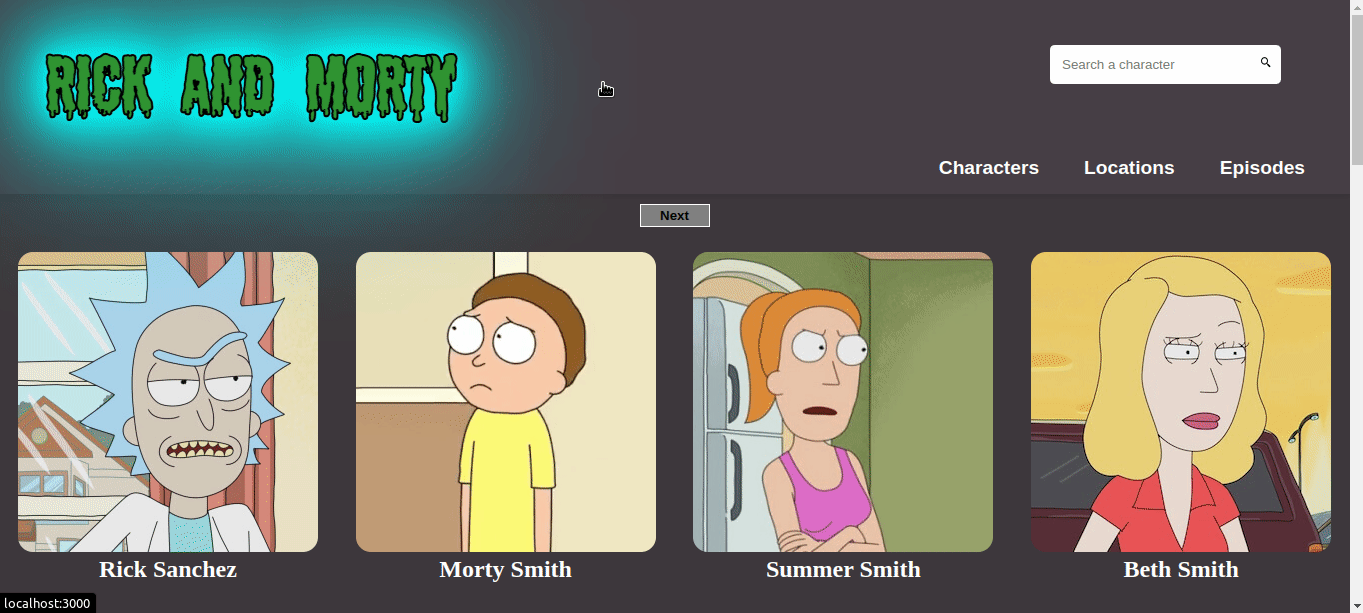 RICK AND MORTY
Search a character
Characters Locations Episodes
Next
Rick Sanchez Morty Smith Summer Smith Beth Smith
localhost:3000